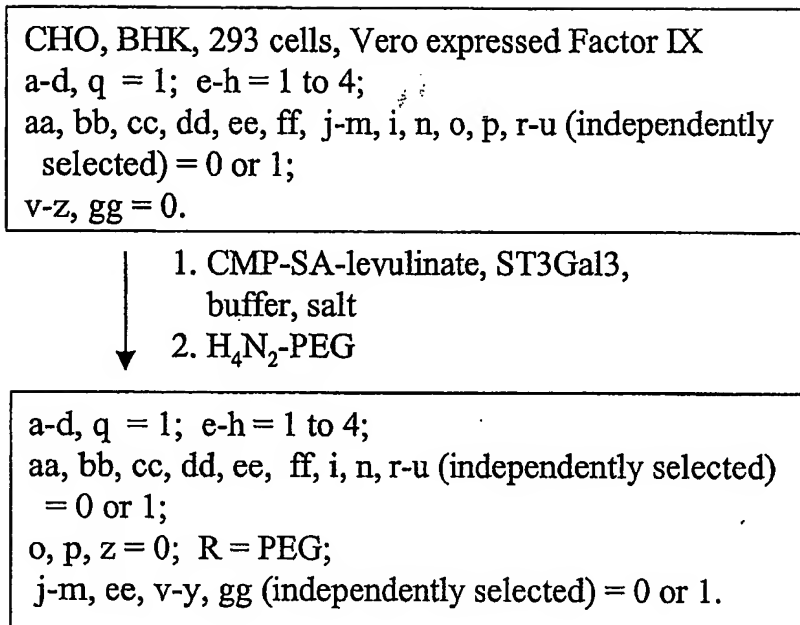 CHO, BHK, 293 cells, Vero expressed Factor IX
a-d, q = 1; e-h = 1 to 4;
aa, bb, cc, dd, ee, ff, j-m, i, n, o, p, r-u (independently
selected) = 0 or 1;
v-z, gg = 0.
1. CMP-SA-levulinate, ST3Gal3,
buffer, salt
2. H₄N₂-PEG
a-d, q = 1; e-h = 1 to 4;
aa, bb, cc, dd, ee, ff, i, n, r-u (independently selected)
= 0 or 1;
o, p, z = 0; R = PEG;
j-m, ee, v-y, gg (independently selected) = 0 or 1.